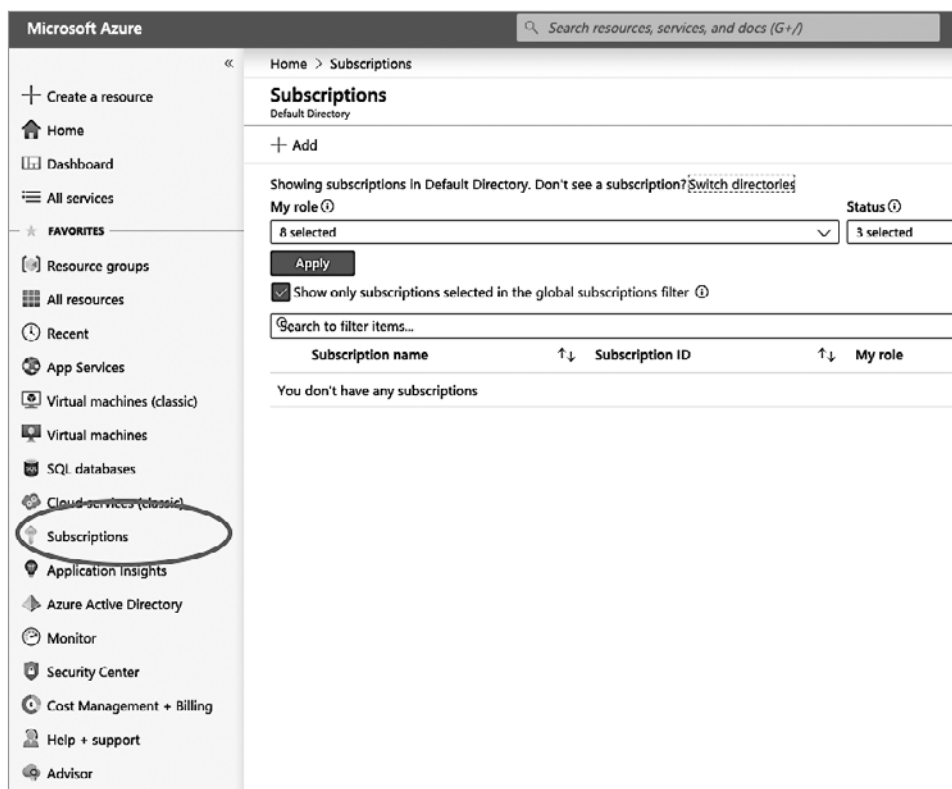 Microsoft Azure
Search resources, services, and docs (G+/)
«
Create a resource
Home
Dashboard
All services
FAVORITES
Resource groups
All resources
Recent
App Services
Virtual machines (classic)
Virtual machines
SQL databases
Cloud services (classic)
Subscriptions
Application Insights
Azure Active Directory
Monitor
Security Center
Cost Management + Billing
Help + support
Advisor
Home > Subscriptions
Subscriptions
Default Directory
+ Add
Showing subscriptions in Default Directory. Don't see a subscription? Switch directories
My role
Status
8 selected
3 selected
Apply
Show only subscriptions selected in the global subscriptions filter
Search to filter items...
Subscription name ↑↓ Subscription ID ↑↓ My role
You don't have any subscriptions